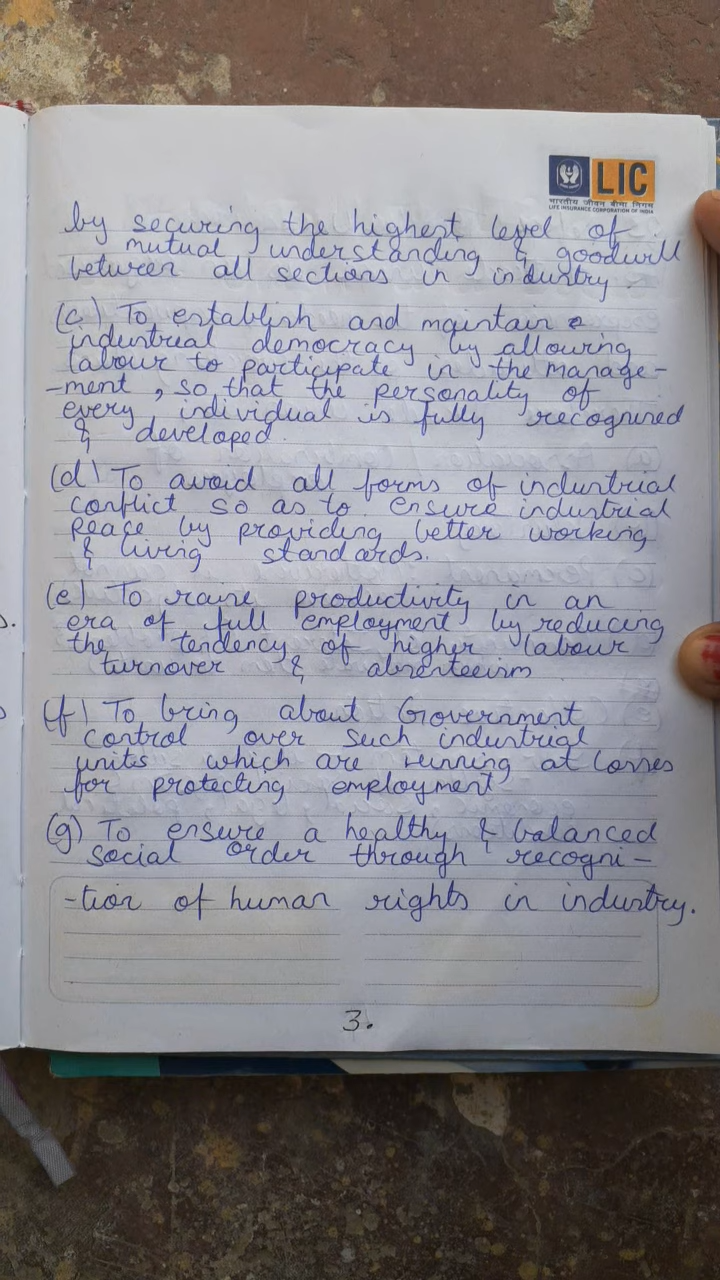 LIC
भारतीय जीवन बीमा निगम
LIFE INSURANCE CORPORATION OF INDIA
by securing the highest level of
mutual understanding & goodwill
between all sections in industry.
(c) To establish and maintain
industrial democracy by allowing
labour to participate in the manage-
-ment, so that the personality of
every individual is fully recognised
& developed.
(d) To avoid all forms of industrial
conflict so as to ensure industrial
peace by providing better working
& living standards.
(e) To raise productivity in an
era of full employment by reducing
the tendency of higher labour
turnover & absenteeism
(f) To bring about Government
control over such industrial
units which are running at losses
for protecting employment
(g) To ensure a healthy & balanced
social order through recogni-
-tion of human rights in industry.
3.